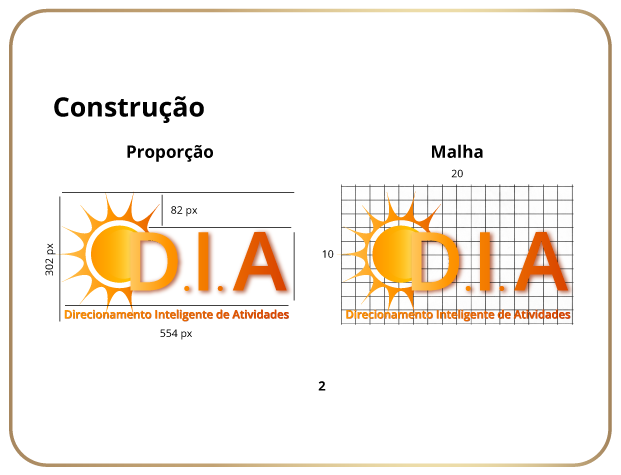 Construção
Proporção
82 px
302 px
D.I.A
Direcionamento Inteligente de Atividades
554 px
Malha
20
10
D.I.A
Direcionamento Inteligente de Atividades
2